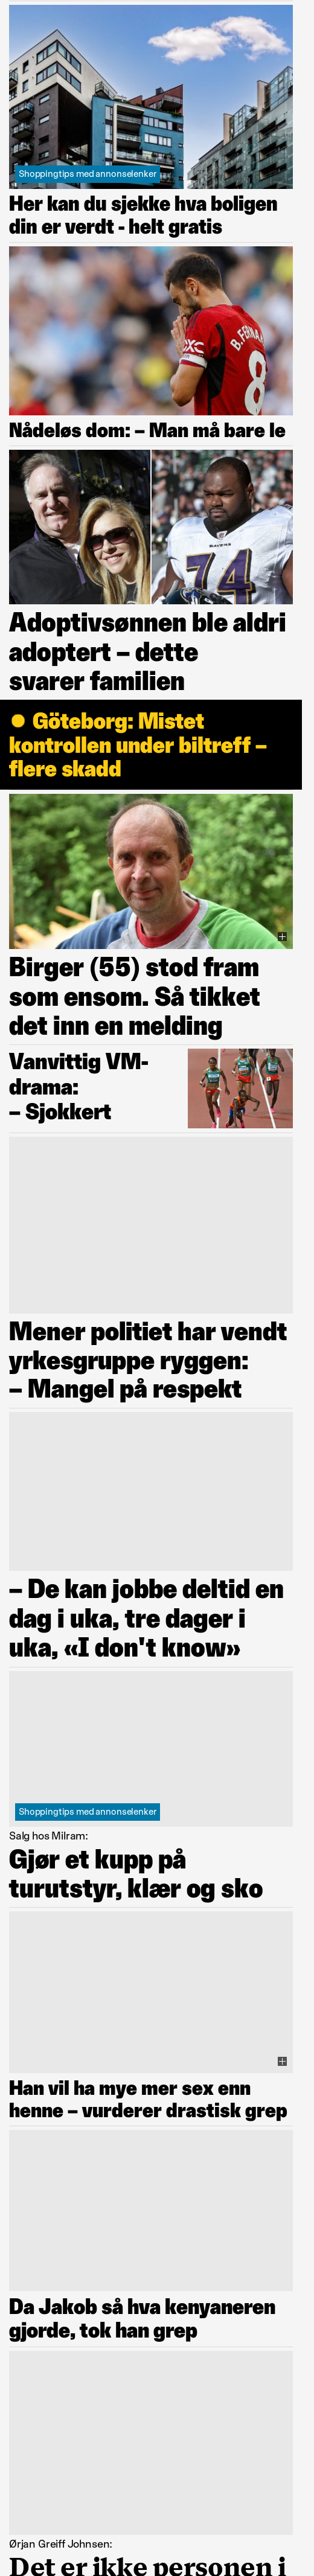 Shoppingtips med annonselenker
Her kan du sjekke hva boligen
din er verdt - helt gratis
B.FERNAN
8
Nådeløs dom: – Man må bare le
RAVENS
74
Adoptivsønnen ble aldri
adoptert – dette
svarer familien
Göteborg: Mistet
kontrollen under biltreff –
flere skadd
Birger (55) stod fram
som ensom. Så tikket
det inn en melding
Vanvittig VM-
drama:
– Sjokkert
Mener politiet har vendt
yrkesgruppe ryggen:
– Mangel på respekt
– De kan jobbe deltid en
dag i uka, tre dager i
uka, «I don't know»
Shoppingtips med annonselenker
Salg hos Milram:
Gjør et kupp på
turutstyr, klær og sko
Han vil ha mye mer sex enn
henne – vurderer drastisk grep
Da Jakob så hva kenyaneren
gjorde, tok han grep
Ørjan Greiff Johnsen:
Det er ikke personen i